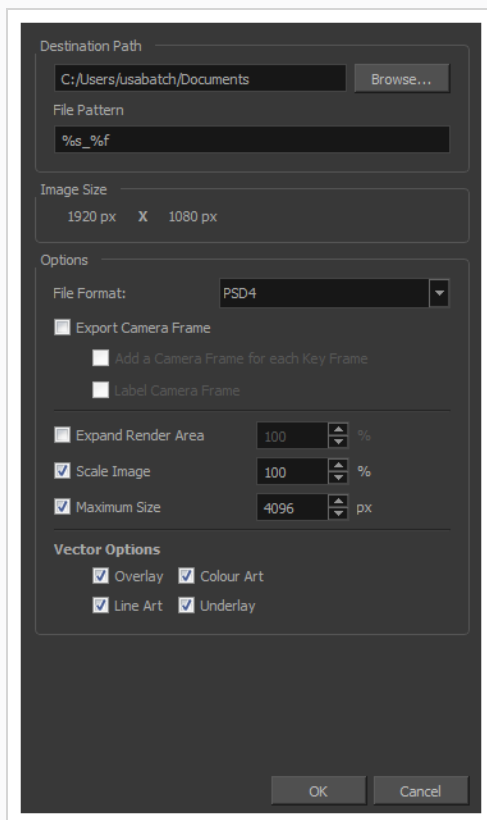 Destination Path
C:/Users/usabatch/Documents Browse...
File Pattern
%s_%f
Image Size
1920 px X 1080 px
Options
File Format: PSD4
Export Camera Frame
Add a Camera Frame for each Key Frame
Label Camera Frame
Expand Render Area 100 %
Scale Image 100 %
Maximum Size 4096 px
Vector Options
Overlay Colour Art
Line Art Underlay
OK Cancel